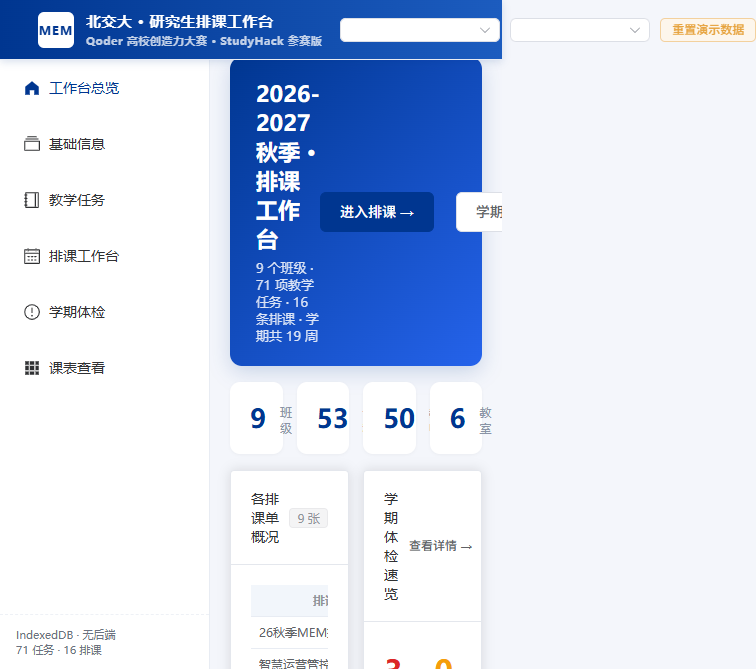 MEM
北交大 • 研究生排课工作台
Qoder 高校创造力大赛 • StudyHack 参赛版
重置演示数据
工作台总览
基础信息
教学任务
排课工作台
学期体检
课表查看
IndexedDB · 无后端
71 任务 · 16 排课
2026-
2027
秋季 •
排课
工作
台
9 个班级 ·
71 项教学
任务 · 16
条排课 · 学
期共 19 周
进入排课 →
学期
9
班
级
53
50
6
教
室
各排
课单
概况
9 张
26秋季MEM
智慧运营管
学
期
体
检
速
览
查看详情 →
3
0